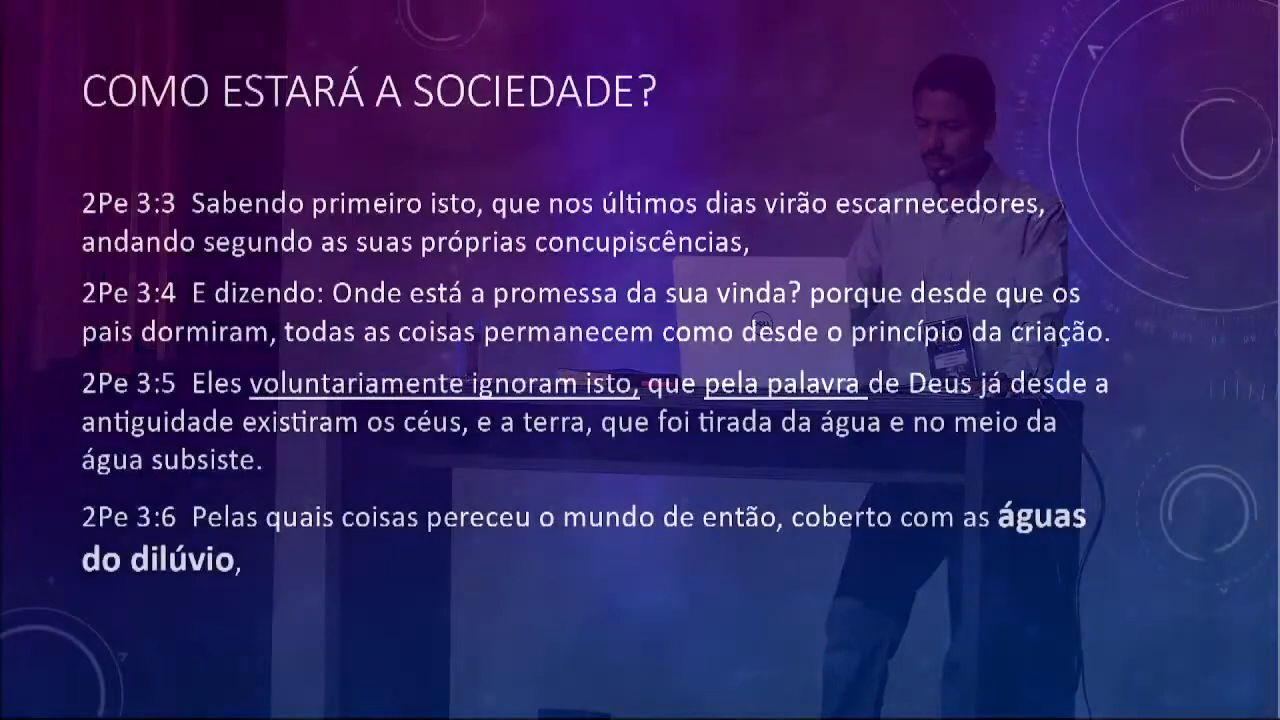 COMO ESTARÁ A SOCIEDADE?
2Pe 3:3 Sabendo primeiro isto, que nos últimos dias virão escarnecedores,
andando segundo as suas próprias concupiscências,
2Pe 3:4 E dizendo: Onde está a promessa da sua vinda? porque desde que os
pais dormiram, todas as coisas permanecem como desde o princípio da criação.
2Pe 3:5 Eles voluntariamente ignoram isto, que pela palavra de Deus já desde a
antiguidade existiram os céus, e a terra, que foi tirada da água e no meio da
água subsiste.
2Pe 3:6 Pelas quais coisas pereceu o mundo de então, coberto com as águas
do dilúvio,
DELL